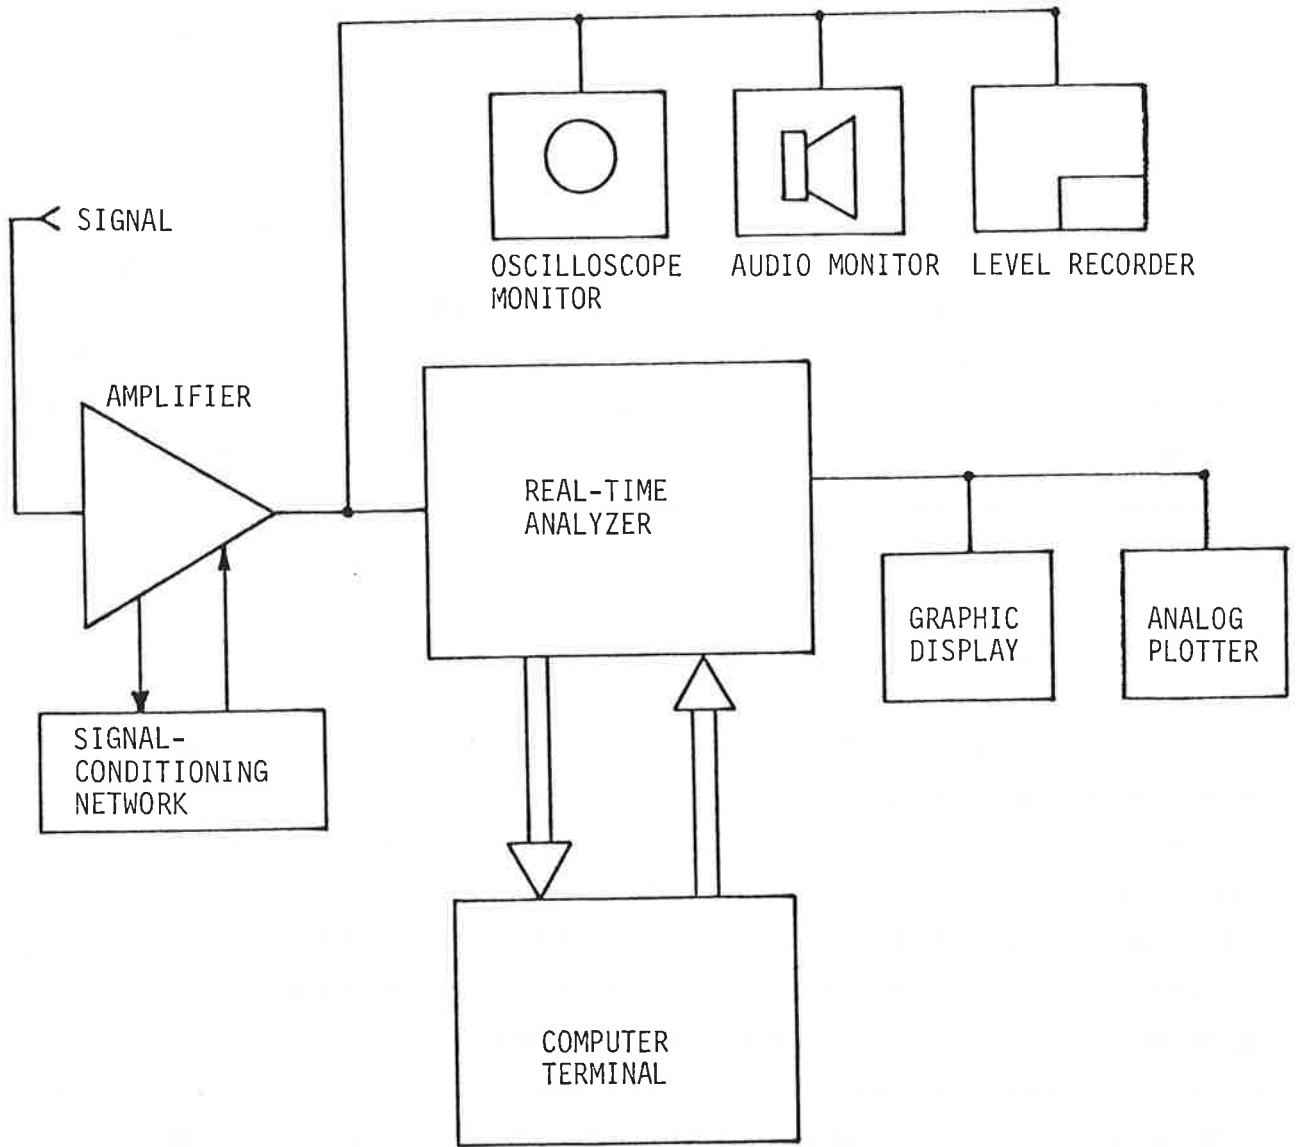 SIGNAL
OSCILLOSCOPE
MONITOR
AUDIO MONITOR
LEVEL RECORDER
AMPLIFIER
REAL-TIME
ANALYZER
GRAPHIC
DISPLAY
ANALOG
PLOTTER
SIGNAL-
CONDITIONING
NETWORK
COMPUTER
TERMINAL